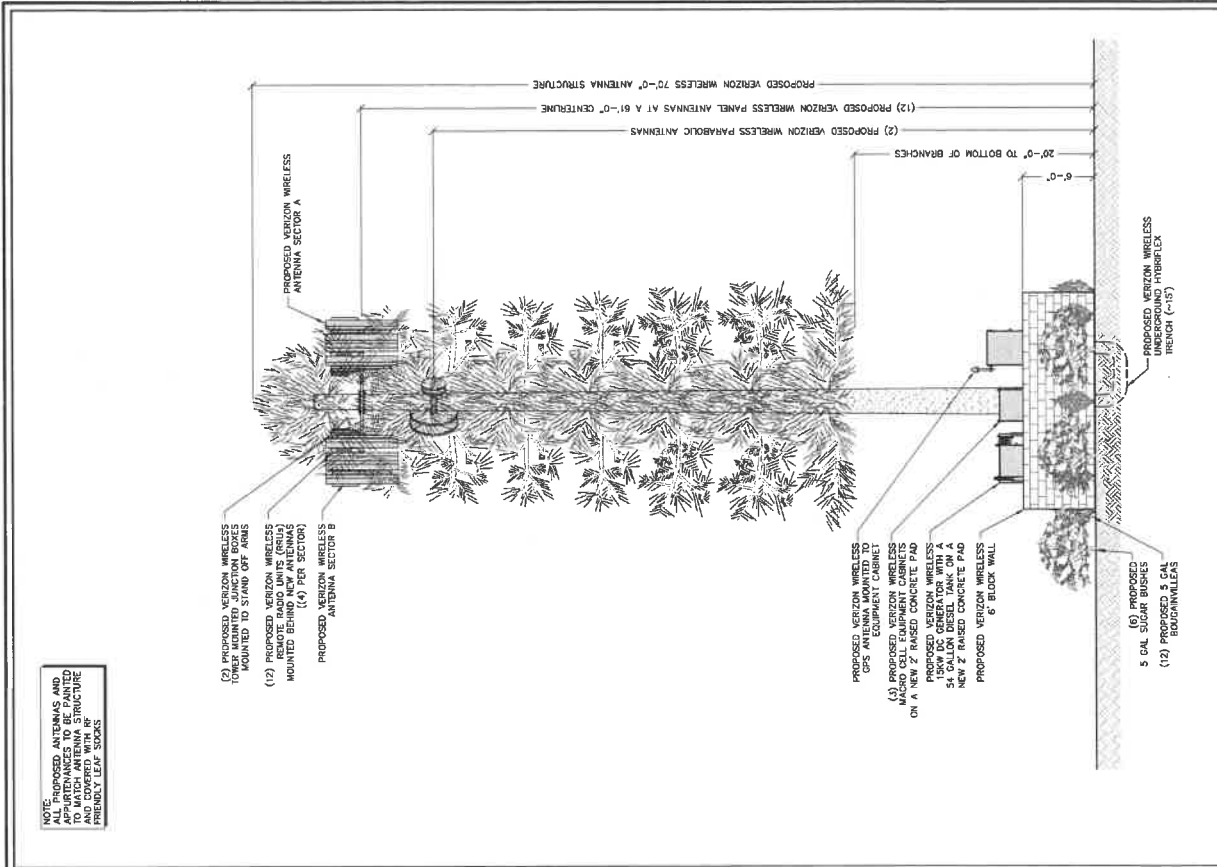 NOTE:
ALL PROPOSED ANTENNAS AND
APPURTENANCES TO BE PAINTED
TO MATCH ANTENNA STRUCTURE
AND COVERED WITH RF
FRIENDLY LEAF SOCKS
(2) PROPOSED VERIZON WIRELESS
TOWER MOUNTED JUNCTION BOXES
MOUNTED TO STAND OFF ARMS
(12) PROPOSED VERIZON WIRELESS
REMOTE RADIO UNITS (RRUs)
MOUNTED BEHIND NEW ANTENNAS
[(4) PER SECTOR]
PROPOSED VERIZON WIRELESS
ANTENNA SECTOR B
PROPOSED VERIZON WIRELESS
ANTENNA SECTOR A
PROPOSED VERIZON WIRELESS 70'-0" ANTENNA STRUCTURE
(12) PROPOSED VERIZON WIRELESS PANEL ANTENNAS AT A 61'-0" CENTERLINE
(2) PROPOSED VERIZON WIRELESS PARABOLIC ANTENNAS
20'-0" TO BOTTOM OF BRANCHES
6'-0"
PROPOSED VERIZON WIRELESS
GPS ANTENNA MOUNTED TO
EQUIPMENT CABINET
(3) PROPOSED VERIZON WIRELESS
MACRO CELL EQUIPMENT CABINETS
ON A NEW 2' RAISED CONCRETE PAD
PROPOSED VERIZON WIRELESS
15KW DC GENERATOR WITH A
54 GALLON DIESEL TANK ON A
NEW 2' RAISED CONCRETE PAD
PROPOSED VERIZON WIRELESS
6' BLOCK WALL
(6) PROPOSED
5 GAL SUGAR BUSHES
(12) PROPOSED 5 GAL
BOUGAINVILLEAS
PROPOSED VERIZON WIRELESS
UNDERGROUND HYBRIFLEX
TRENCH (~15')